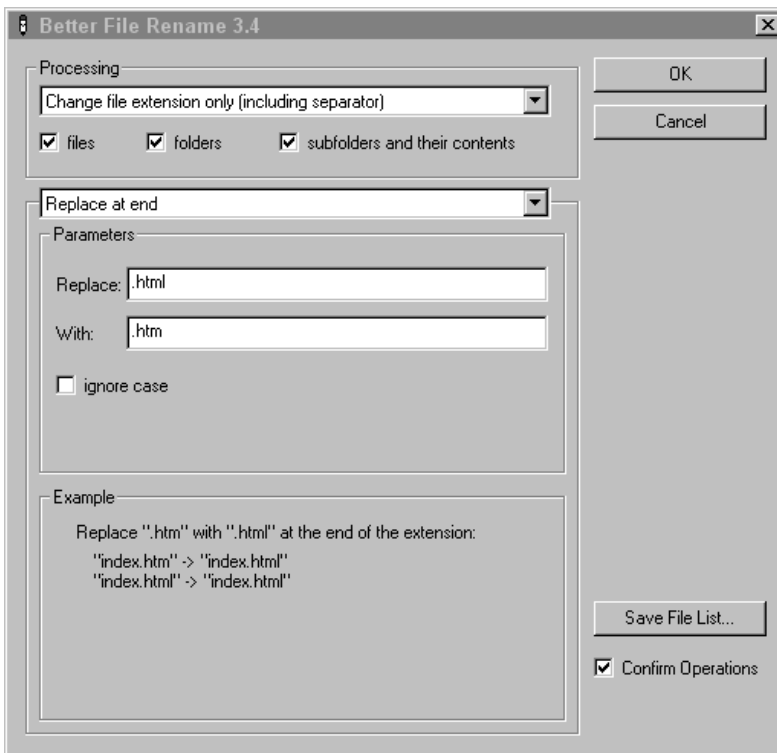 Better File Rename 3.4
Processing
Change file extension only (including separator)
files folders subfolders and their contents
OK
Cancel
Replace at end
Parameters
Replace: .html
With: .htm
ignore case
Example
Replace ".htm" with ".html" at the end of the extension:
"index.htm" -> "index.html"
"index.html" -> "index.html"
Save File List...
Confirm Operations